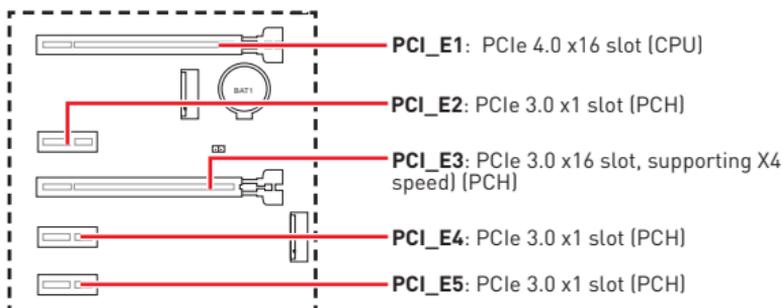 PCI_E1: PCIe 4.0 x16 slot (CPU)
BAT1
PCI_E2: PCIe 3.0 x1 slot (PCH)
PCI_E3: PCIe 3.0 x16 slot, supporting X4
speed) (PCH)
PCI_E4: PCIe 3.0 x1 slot (PCH)
PCI_E5: PCIe 3.0 x1 slot (PCH)